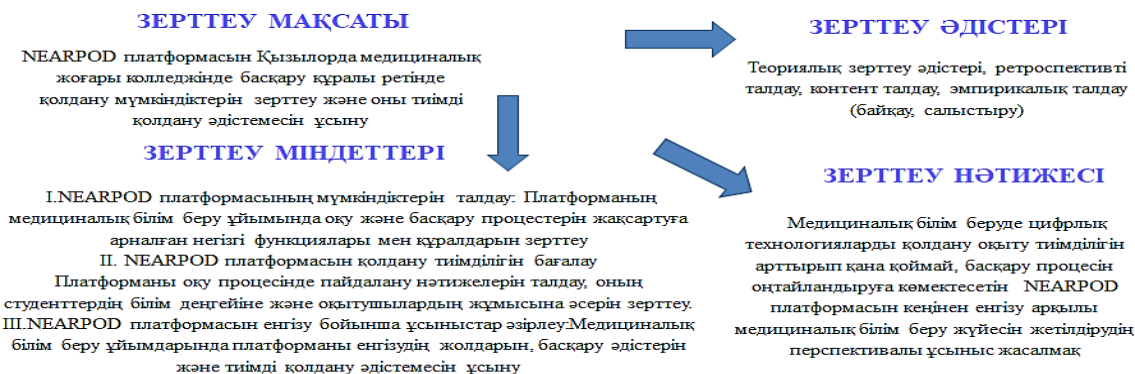 ЗЕРТТЕУ МАҚСАТЫ
NEARPOD платформасын Қызылорда медициналық
жоғары колледжінде басқару құралы ретінде
қолдану мүмкіндіктерін зерттеу және оны тиімді
қолдану әдістемесін ұсыну
ЗЕРТТЕУ МІНДЕТТЕРІ
I.NEARPOD платформасының мүмкіндіктерін талдау: Платформаның
медициналық білім беру ұйымында оқу және басқару процестерін жақсартуға
арналған негізгі функциялары мен құралдарын зерттеу
II. NEARPOD платформасын қолдану тиімділігін бағалау
Платформаны оқу процесінде пайдалану нәтижелерін талдау, оның
студенттердің білім деңгейіне және оқытушылардың жұмысына әсерін зерттеу.
III.NEARPOD платформасын енгізу бойынша ұсыныстар әзірлеу:Медициналық
білім беру ұйымдарында платформаны енгізудің жолдарын, басқару әдістерін
және тиімді қолдану әдістемесін ұсыну
ЗЕРТТЕУ ӘДІСТЕРІ
Теориялық зерттеу әдістері, ретроспективті
талдау, контент талдау, эмпирикалық талдау
(байқау, салыстыру)
ЗЕРТТЕУ НӘТИЖЕСІ
Медициналық білім беруде цифрлық
технологияларды қолдану оқыту тиімділігін
арттырып қана қоймай, басқару процесін
оңтайландыруға көмектесетін NEARPOD
платформасын кеңінен енгізу арқылы
медициналық білім беру жүйесін жетілдірудің
перспективалы ұсыныс жасалмақ